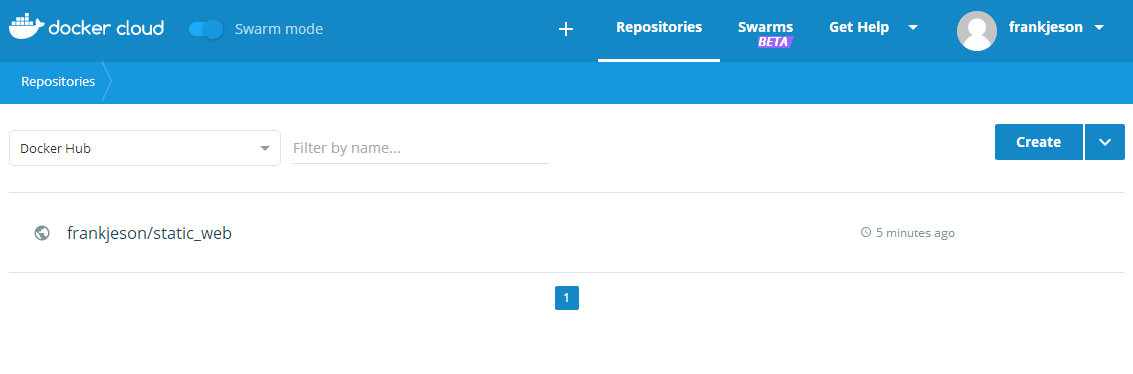 docker cloud Swarm mode + Repositories Swarms Get Help frankjeson
BETA
Repositories
Docker Hub Filter by name... Create
frankjeson/static_web 5 minutes ago
1